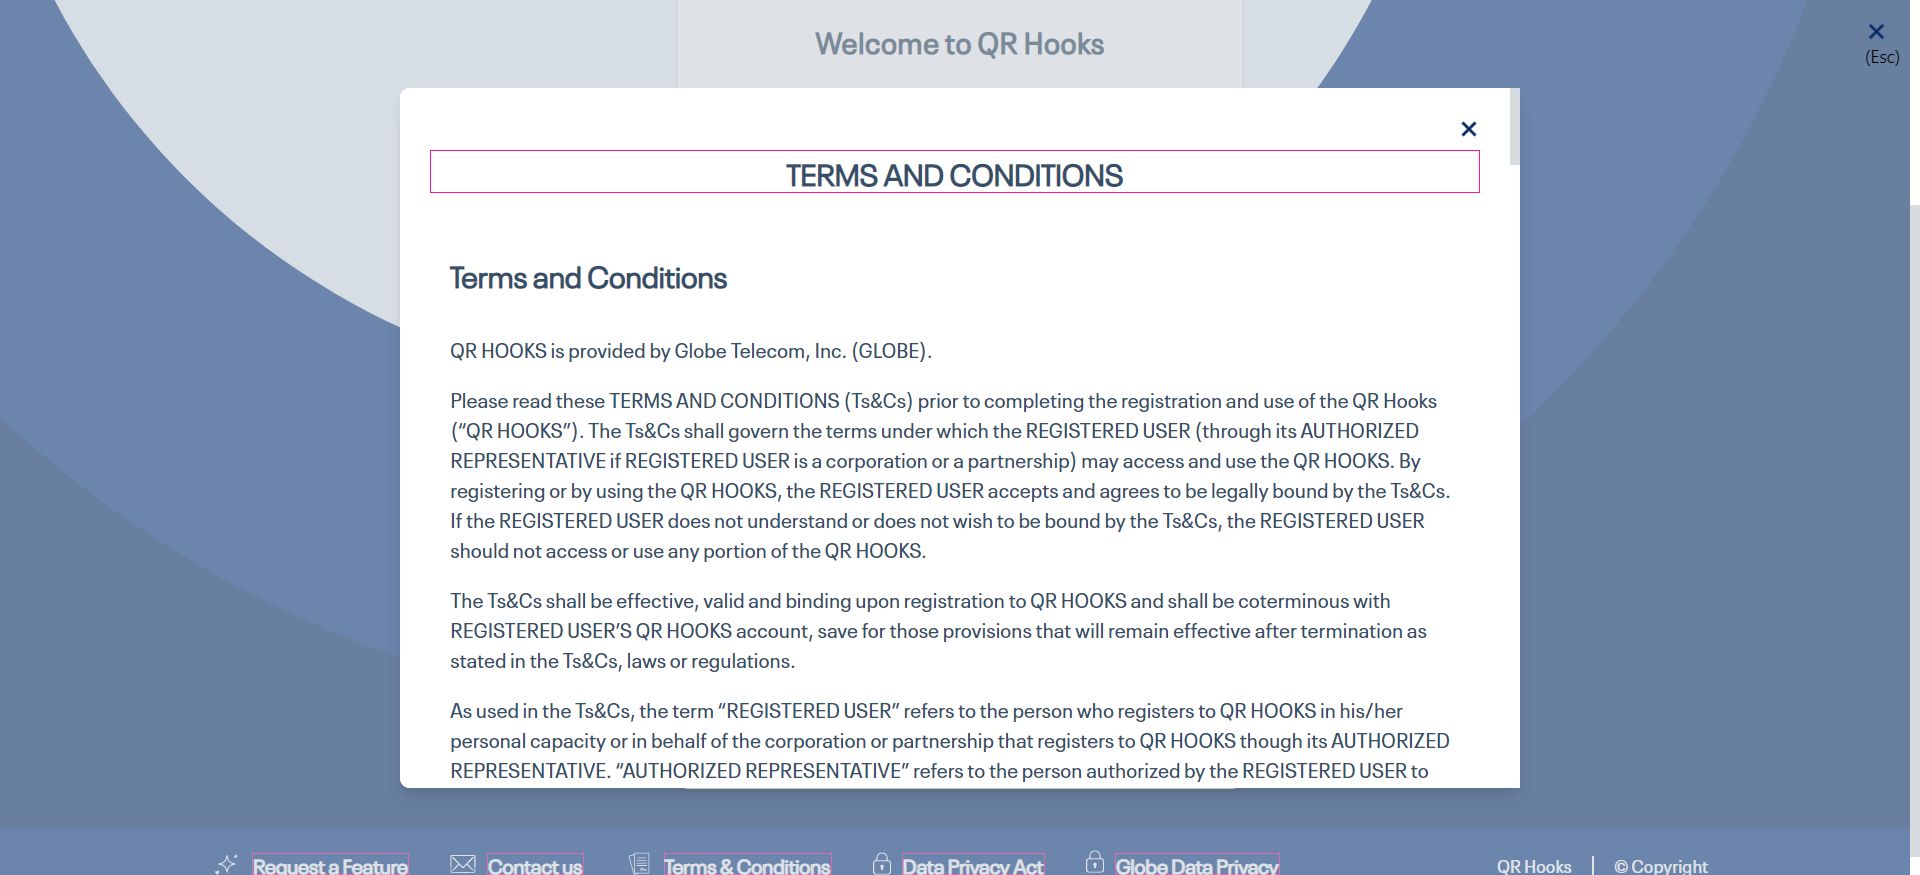 Welcome to QR Hooks
(Esc)
TERMS AND CONDITIONS
Terms and Conditions
QR HOOKS is provided by Globe Telecom, Inc. (GLOBE).
Please read these TERMS AND CONDITIONS (Ts&Cs) prior to completing the registration and use of the QR Hooks
(“QR HOOKS”). The Ts&Cs shall govern the terms under which the REGISTERED USER (through its AUTHORIZED
REPRESENTATIVE if REGISTERED USER is a corporation or a partnership) may access and use the QR HOOKS. By
registering or by using the QR HOOKS, the REGISTERED USER accepts and agrees to be legally bound by the Ts&Cs.
If the REGISTERED USER does not understand or does not wish to be bound by the Ts&Cs, the REGISTERED USER
should not access or use any portion of the QR HOOKS.
The Ts&Cs shall be effective, valid and binding upon registration to QR HOOKS and shall be coterminous with
REGISTERED USER’S QR HOOKS account, save for those provisions that will remain effective after termination as
stated in the Ts&Cs, laws or regulations.
As used in the Ts&Cs, the term “REGISTERED USER” refers to the person who registers to QR HOOKS in his/her
personal capacity or in behalf of the corporation or partnership that registers to QR HOOKS though its AUTHORIZED
REPRESENTATIVE. “AUTHORIZED REPRESENTATIVE” refers to the person authorized by the REGISTERED USER to
Request a Feature Contact us Terms & Conditions Data Privacy Act Globe Data Privacy QR Hooks © Copyright